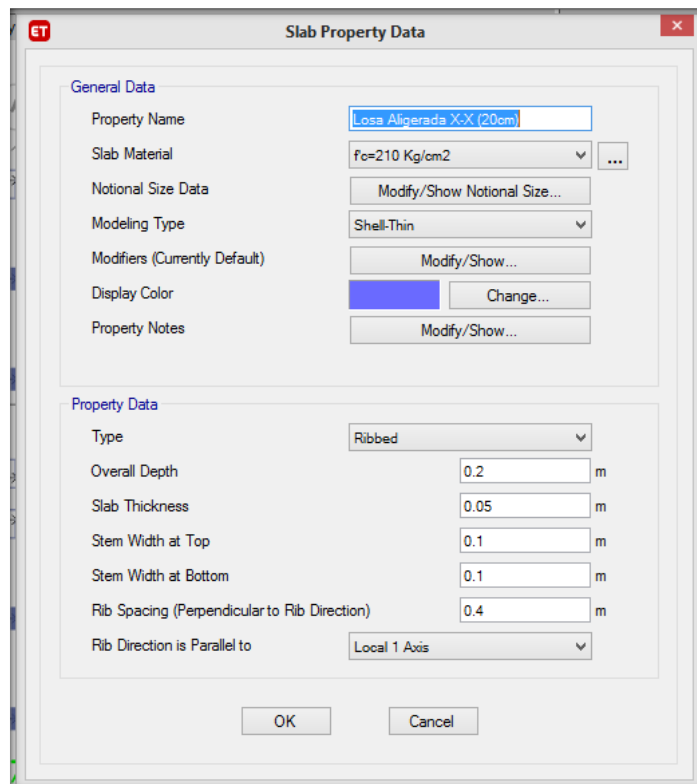 ET
Slab Property Data
General Data
Property Name Losa Aligerada X-X (20cm)
Slab Material f'c=210 Kg/cm2 ...
Notional Size Data Modify/Show Notional Size...
Modeling Type Shell-Thin
Modifiers (Currently Default) Modify/Show...
Display Color Change...
Property Notes Modify/Show...
Property Data
Type Ribbed
Overall Depth 0.2 m
Slab Thickness 0.05 m
Stem Width at Top 0.1 m
Stem Width at Bottom 0.1 m
Rib Spacing (Perpendicular to Rib Direction) 0.4 m
Rib Direction is Parallel to Local 1 Axis
OK Cancel